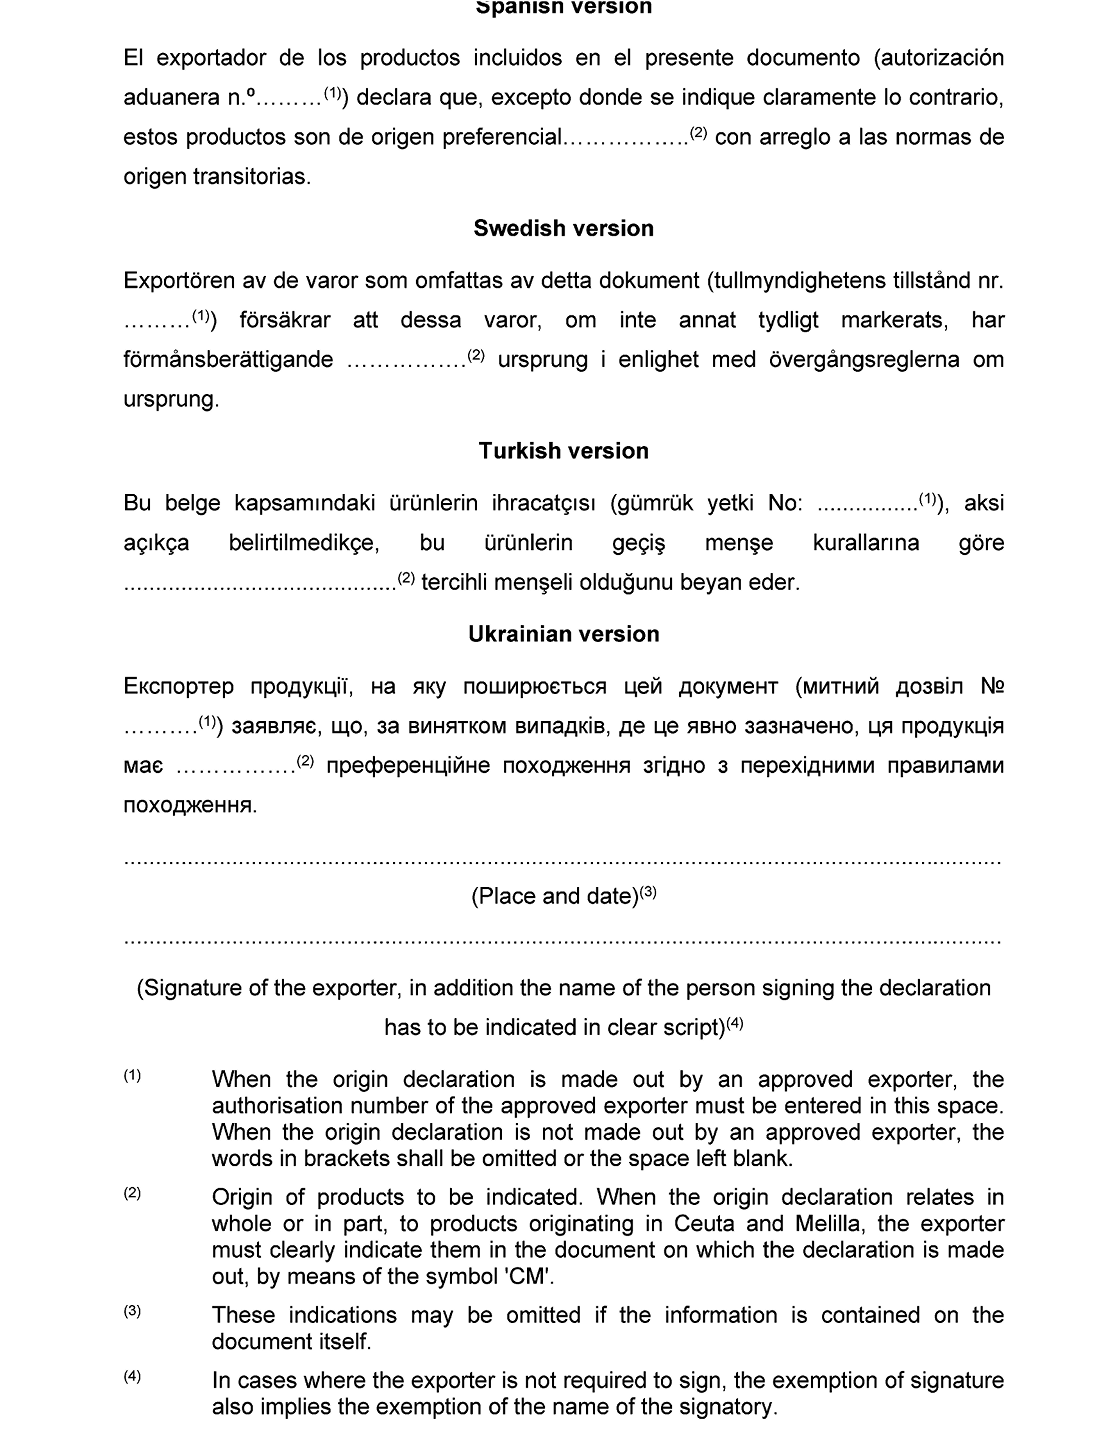 Spanish version
El exportador de los productos incluidos en el presente documento (autorización
aduanera n.º………(1)) declara que, excepto donde se indique claramente lo contrario,
estos productos son de origen preferencial……………..(2) con arreglo a las normas de
origen transitorias.
Swedish version
Exportören av de varor som omfattas av detta dokument (tullmyndighetens tillstånd nr.
………(1)) försäkrar att dessa varor, om inte annat tydligt markerats, har
förmånsberättigande …………….(2) ursprung i enlighet med övergångsreglerna om
ursprung.
Turkish version
Bu belge kapsamındaki ürünlerin ihracatçısı (gümrük yetki No: ................(1)), aksi
açıkça belirtilmedikçe, bu ürünlerin geçiş menşe kurallarına göre
...........................................(2) tercihli menşeli olduğunu beyan eder.
Ukrainian version
Експортер продукції, на яку поширюється цей документ (митний дозвіл №
……….(1)) заявляє, що, за винятком випадків, де це явно зазначено, ця продукція
має …………….(2) преференційне походження згідно з перехідними правилами
походження.
...........................................................................................................................................
(Place and date)(3)
...........................................................................................................................................
(Signature of the exporter, in addition the name of the person signing the declaration
has to be indicated in clear script)(4)
(1) When the origin declaration is made out by an approved exporter, the
authorisation number of the approved exporter must be entered in this space.
When the origin declaration is not made out by an approved exporter, the
words in brackets shall be omitted or the space left blank.
(2) Origin of products to be indicated. When the origin declaration relates in
whole or in part, to products originating in Ceuta and Melilla, the exporter
must clearly indicate them in the document on which the declaration is made
out, by means of the symbol 'CM'.
(3) These indications may be omitted if the information is contained on the
document itself.
(4) In cases where the exporter is not required to sign, the exemption of signature
also implies the exemption of the name of the signatory.